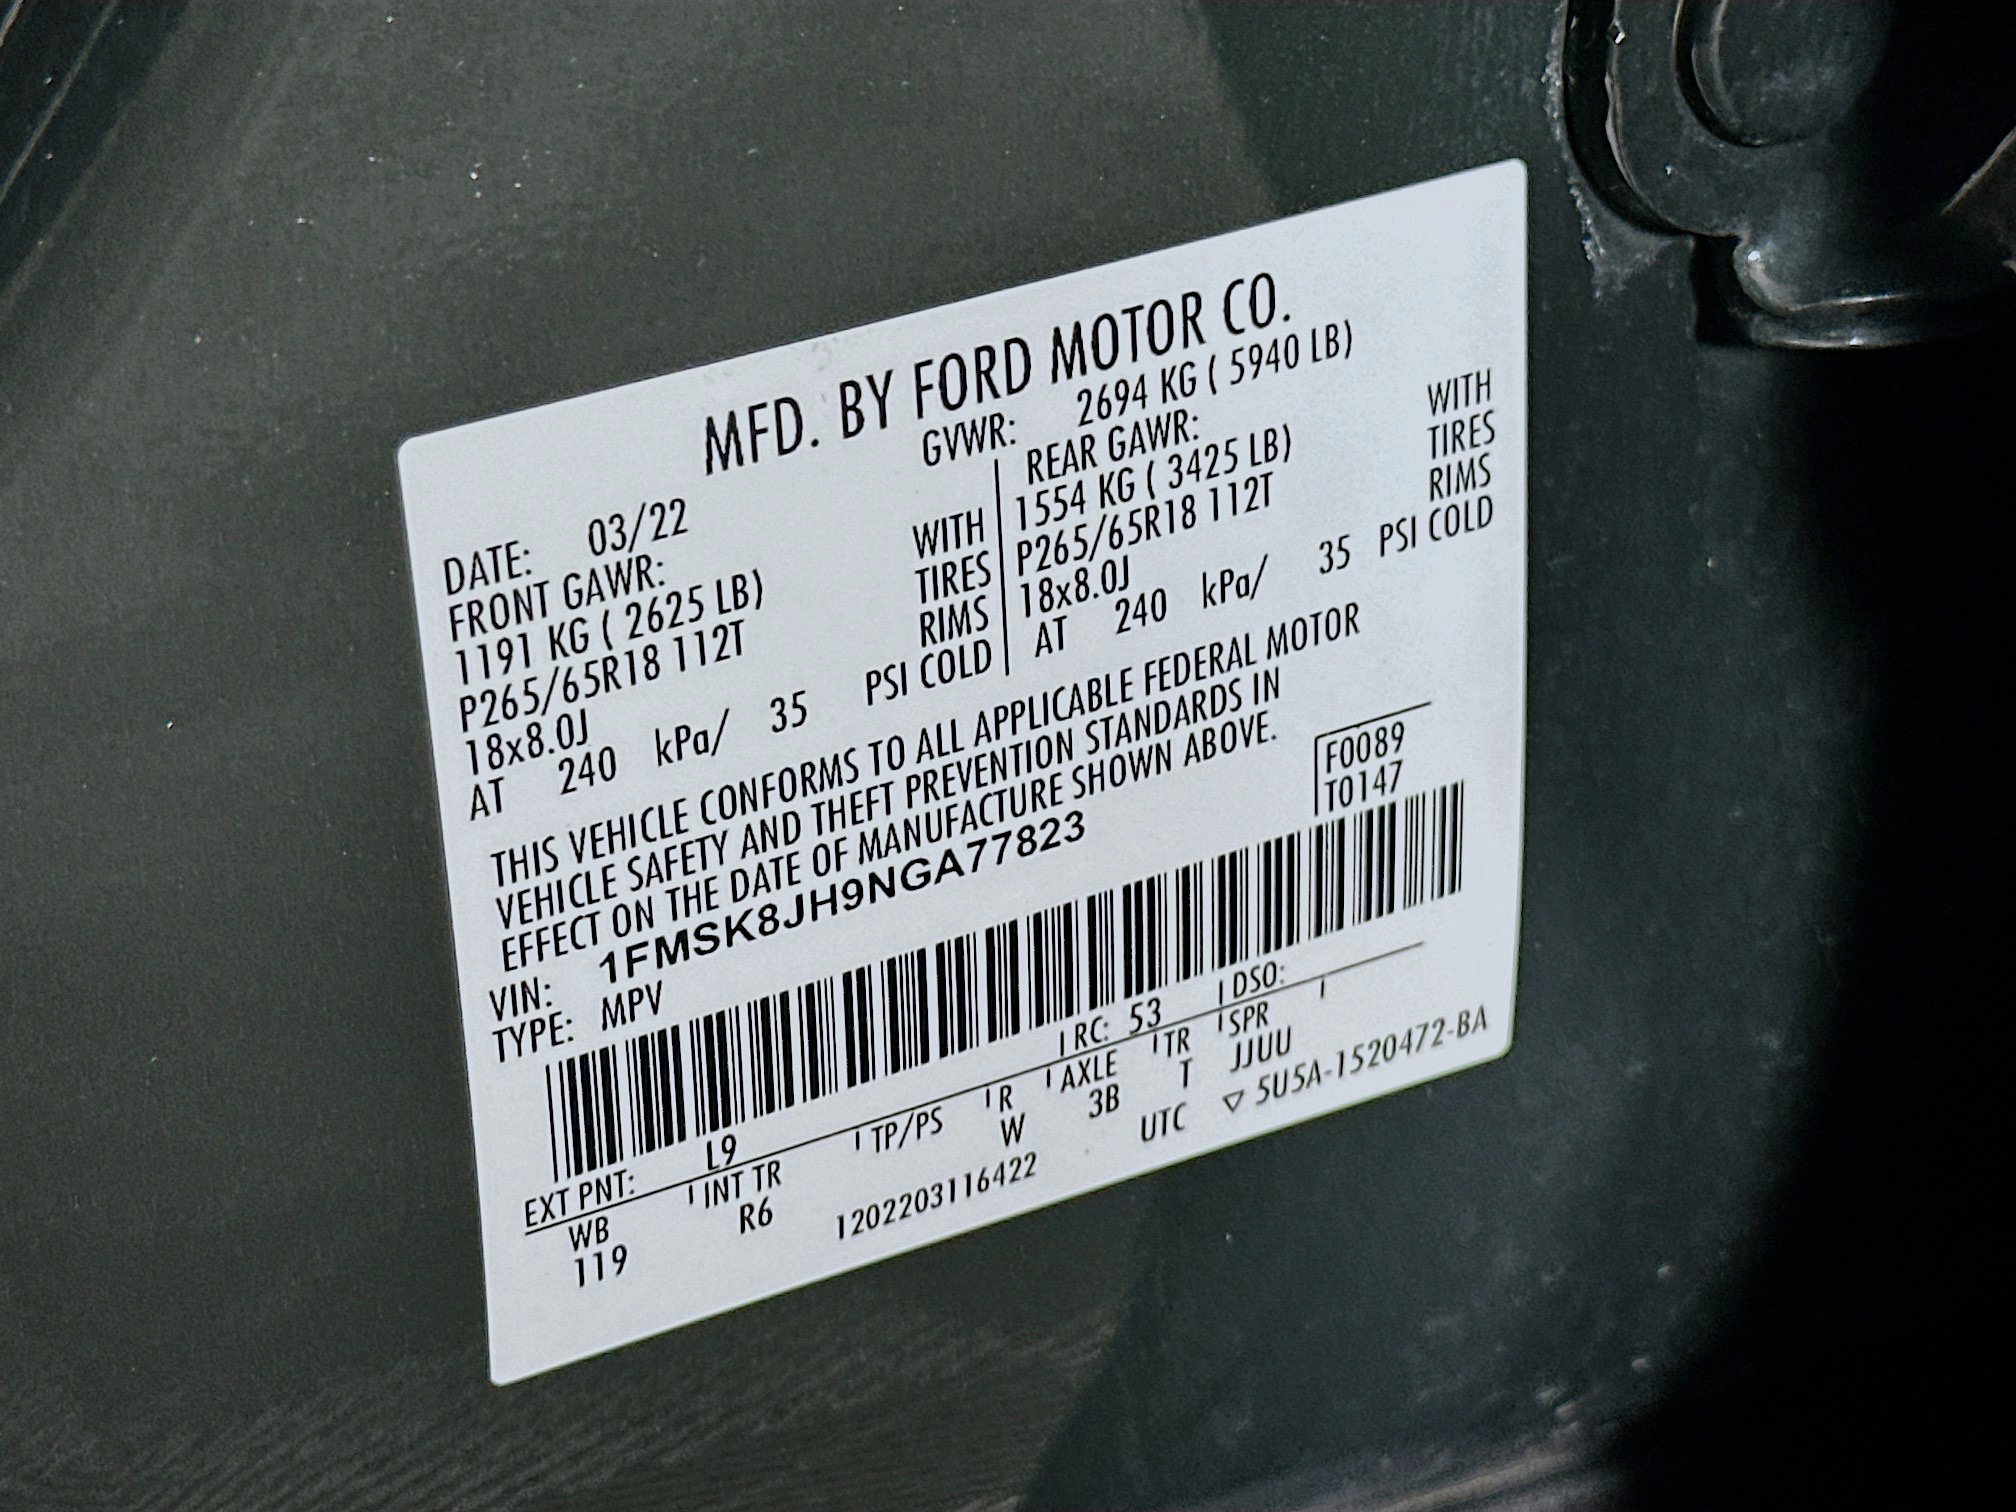 MFD. BY FORD MOTOR CO.
DATE: 03/22 GVWR: 2694 KG ( 5940 LB)
FRONT GAWR: REAR GAWR:
1191 KG ( 2625 LB) WITH 1554 KG ( 3425 LB) WITH
P265/65R18 112T TIRES P265/65R18 112T TIRES
18x8.0J RIMS 18x8.0J RIMS
AT 240 kPa/ 35 PSI COLD AT 240 kPa/ 35 PSI COLD
THIS VEHICLE CONFORMS TO ALL APPLICABLE FEDERAL MOTOR
VEHICLE SAFETY AND THEFT PREVENTION STANDARDS IN
EFFECT ON THE DATE OF MANUFACTURE SHOWN ABOVE.
F0089
T0147
VIN: 1FMSK8JH9NGA77823
TYPE: MPV
EXT PNT: L9 RC: 53 DSO:
WB INT TR TP/PS R AXLE TR SPR
119 R6 W 3B T JJUU
1202203116422 UTC ▽ 5U5A-1520472-BA